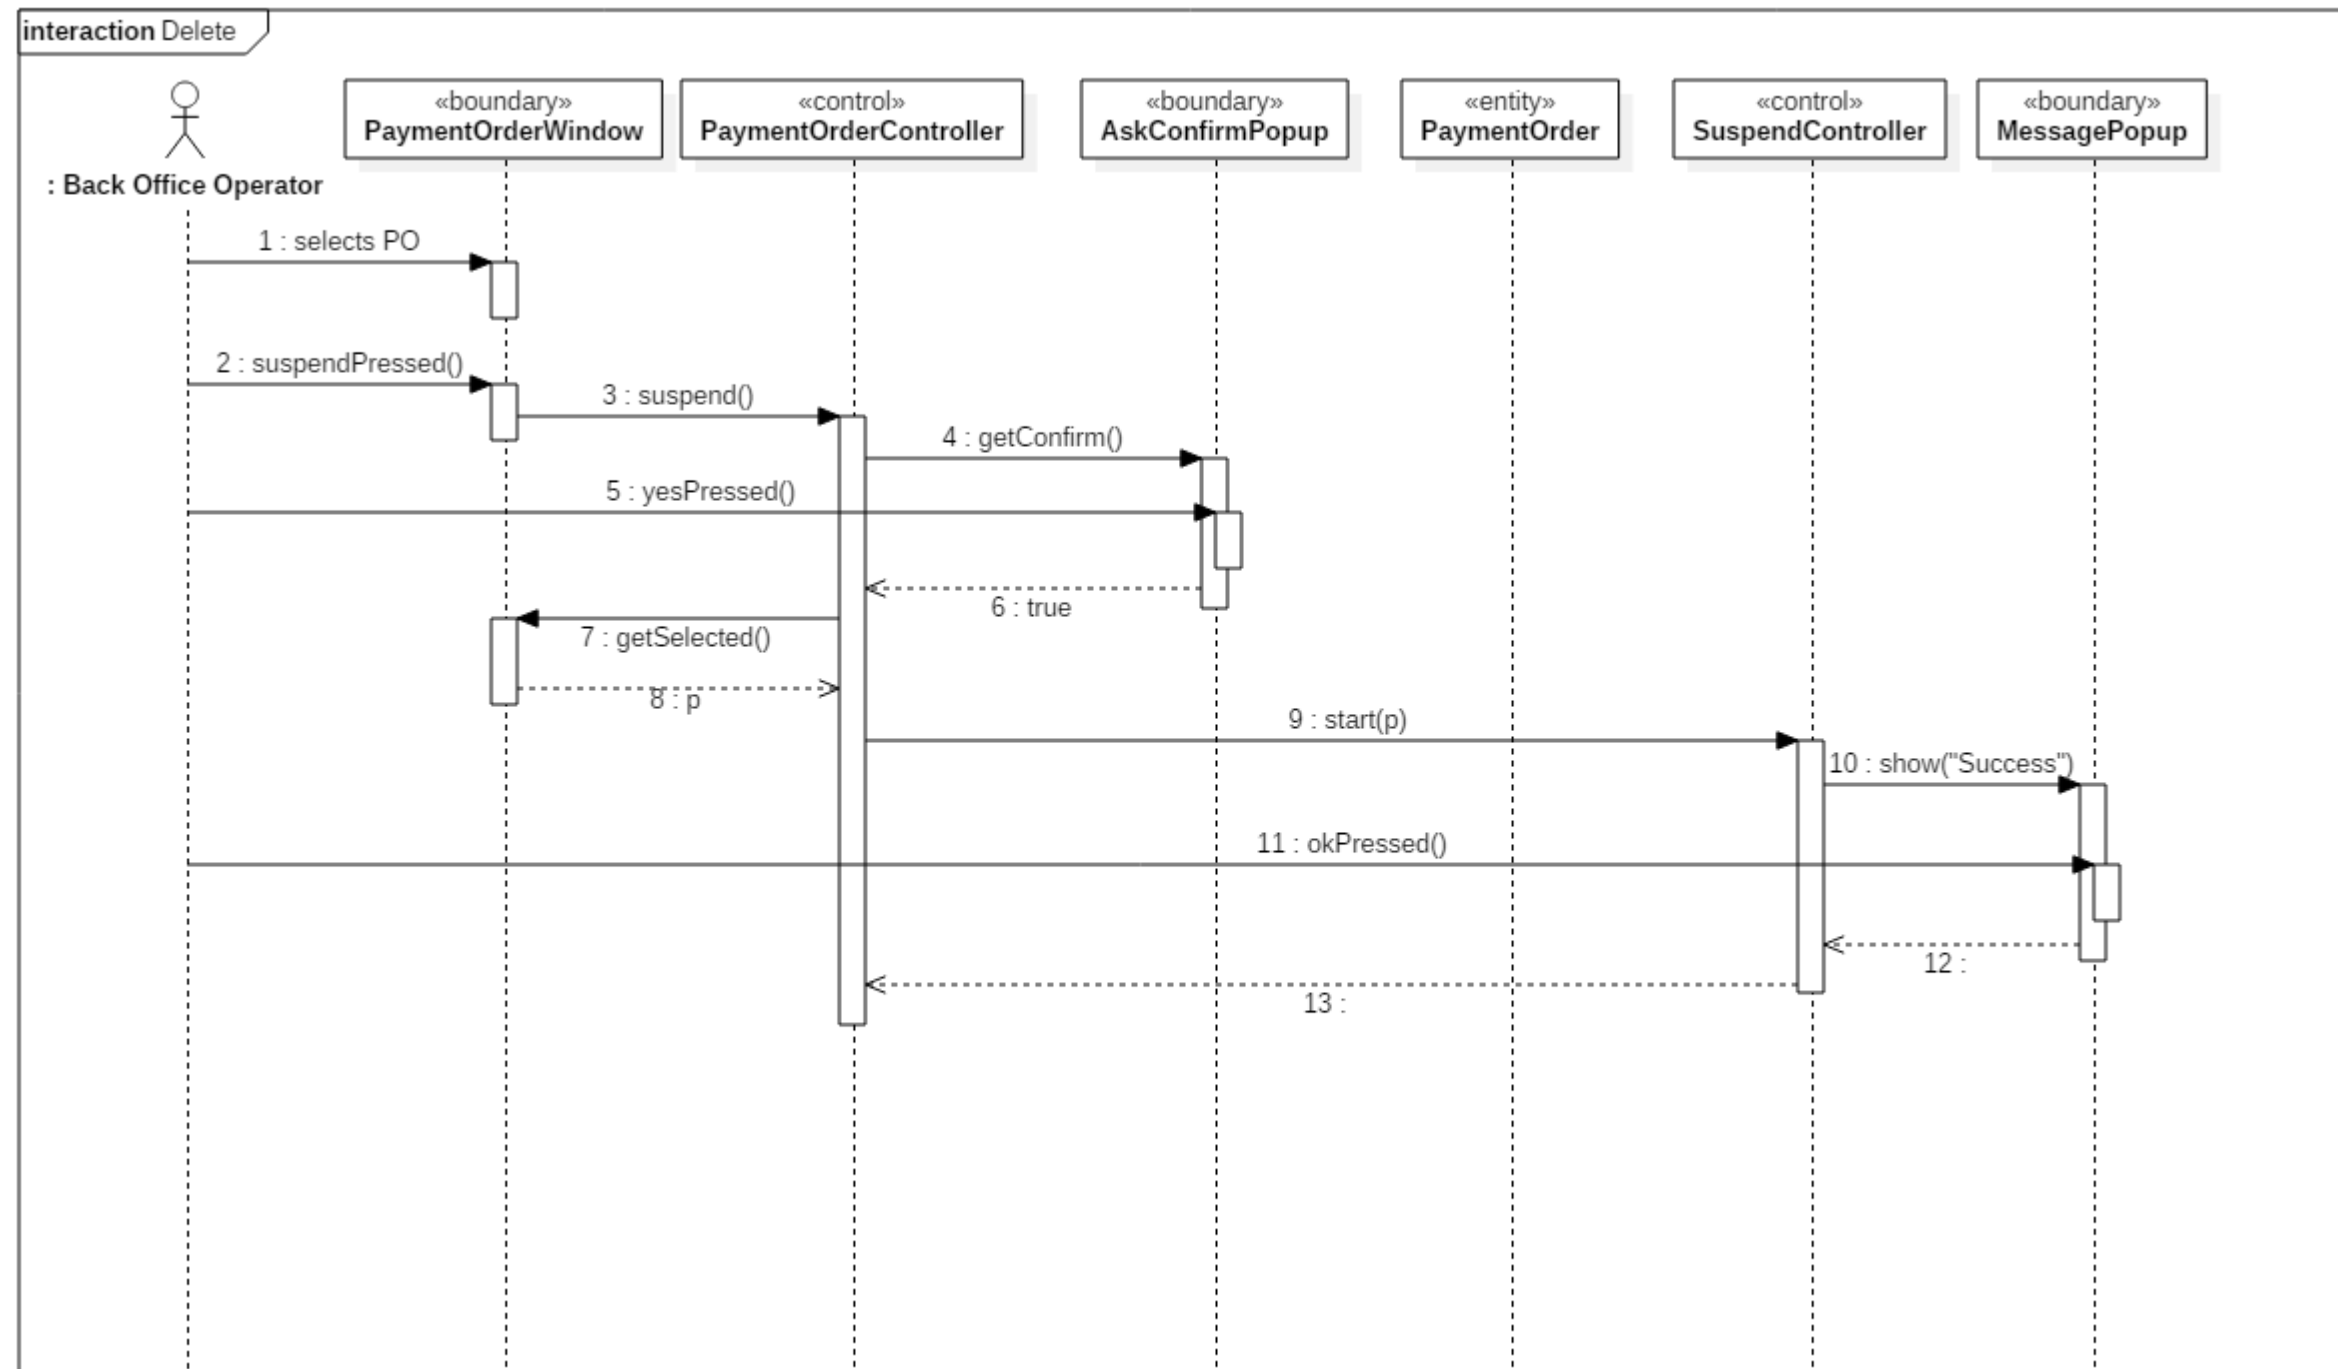 interaction Delete
«boundary»
PaymentOrderWindow
«control»
PaymentOrderController
«boundary»
AskConfirmPopup
«entity»
PaymentOrder
«control»
SuspendController
«boundary»
MessagePopup
: Back Office Operator
1 : selects PO
2 : suspendPressed()
3 : suspend()
4 : getConfirm()
5 : yesPressed()
6 : true
7 : getSelected()
8 : p
9 : start(p)
10 : show("Success")
11 : okPressed()
12 :
13 :